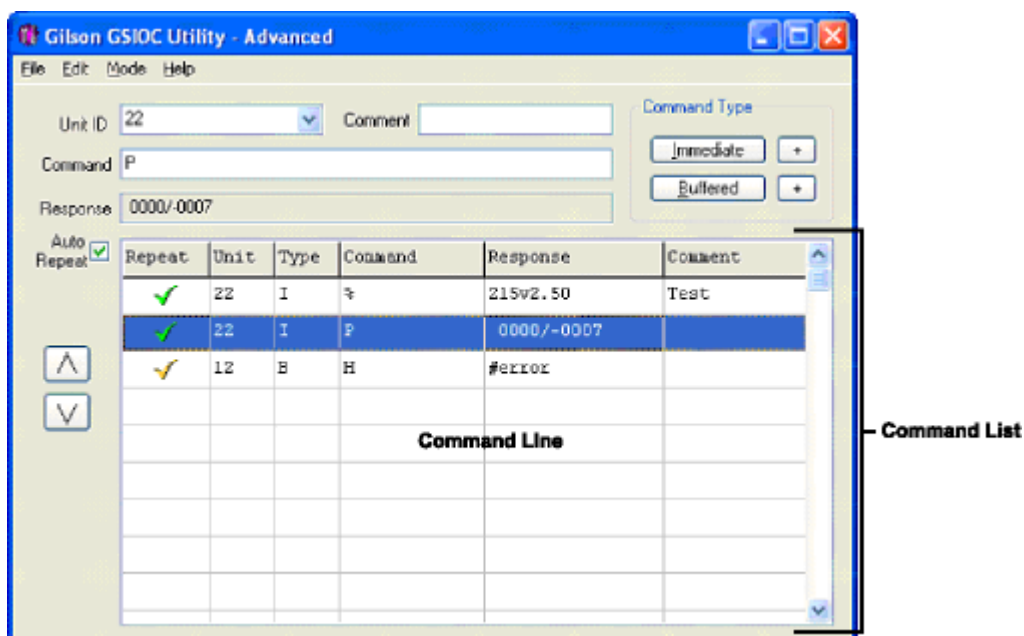 Gilson GSIOC Utility - Advanced
File Edit Mode Help
Unit ID 22 Comment
Command Type
Command P
Immediate +
Buffered +
Response 0000/-0007
Auto Repeat
Repeat Unit Type Command Response Comment
22 I % 215v2.50 Test
22 I P 0000/-0007
12 B H #error
Command Line
Command List